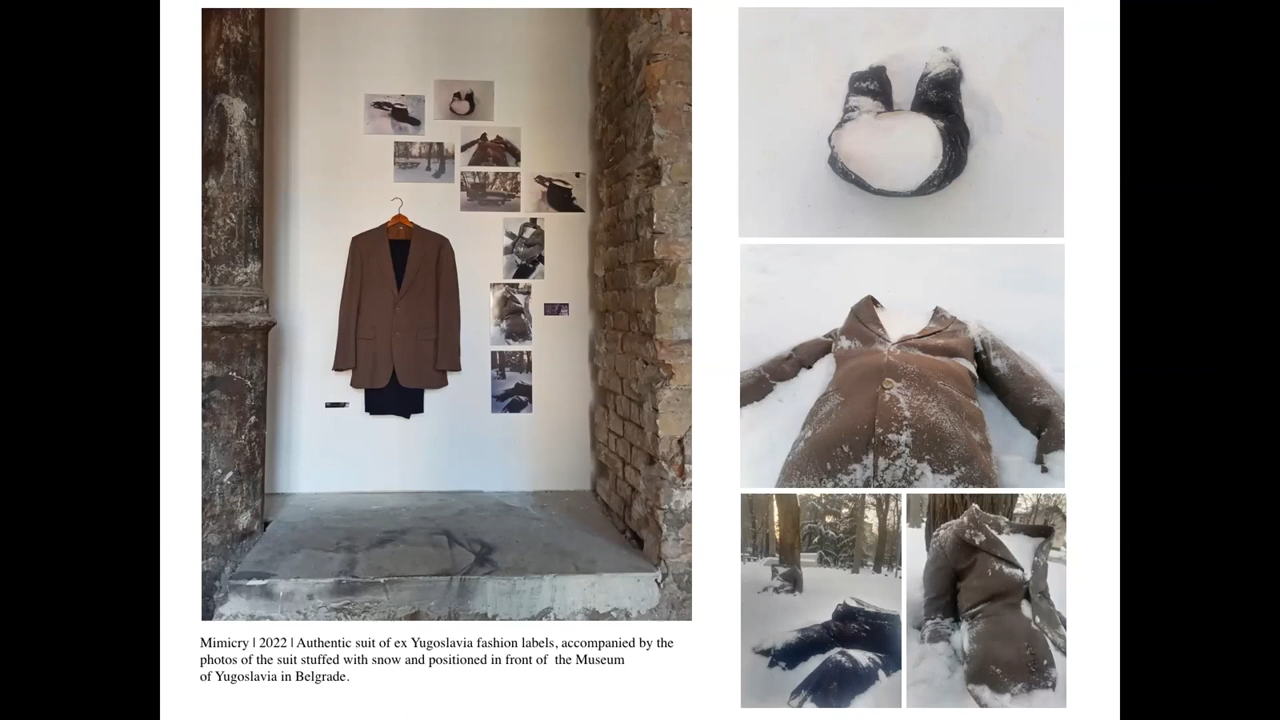 Mimicry | 2022 | Authentic suit of ex Yugoslavia fashion labels, accompanied by the
photos of the suit stuffed with snow and positioned in front of the Museum
of Yugoslavia in Belgrade.